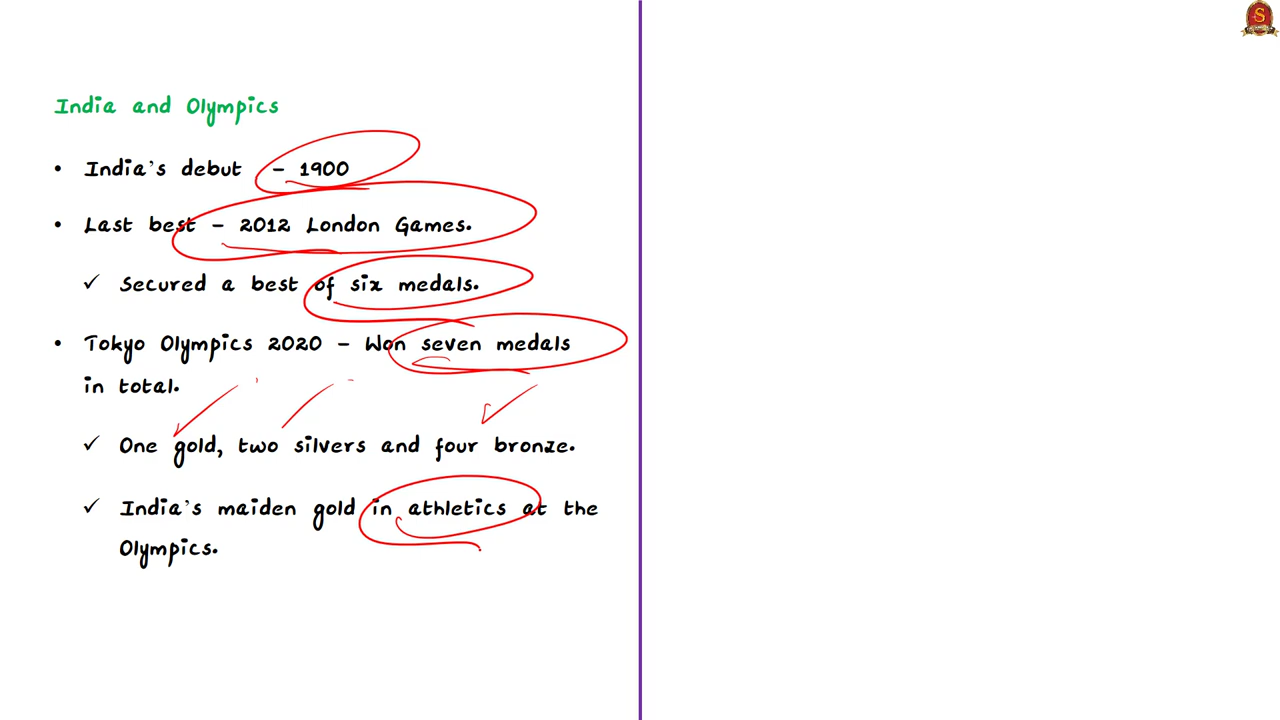 India and Olympics
• India's debut - 1900
• Last best - 2012 London Games.
✓ Secured a best of six medals.
• Tokyo Olympics 2020 - Won seven medals
in total.
✓ One gold, two silvers and four bronze.
✓ India's maiden gold in athletics at the
Olympics.
S